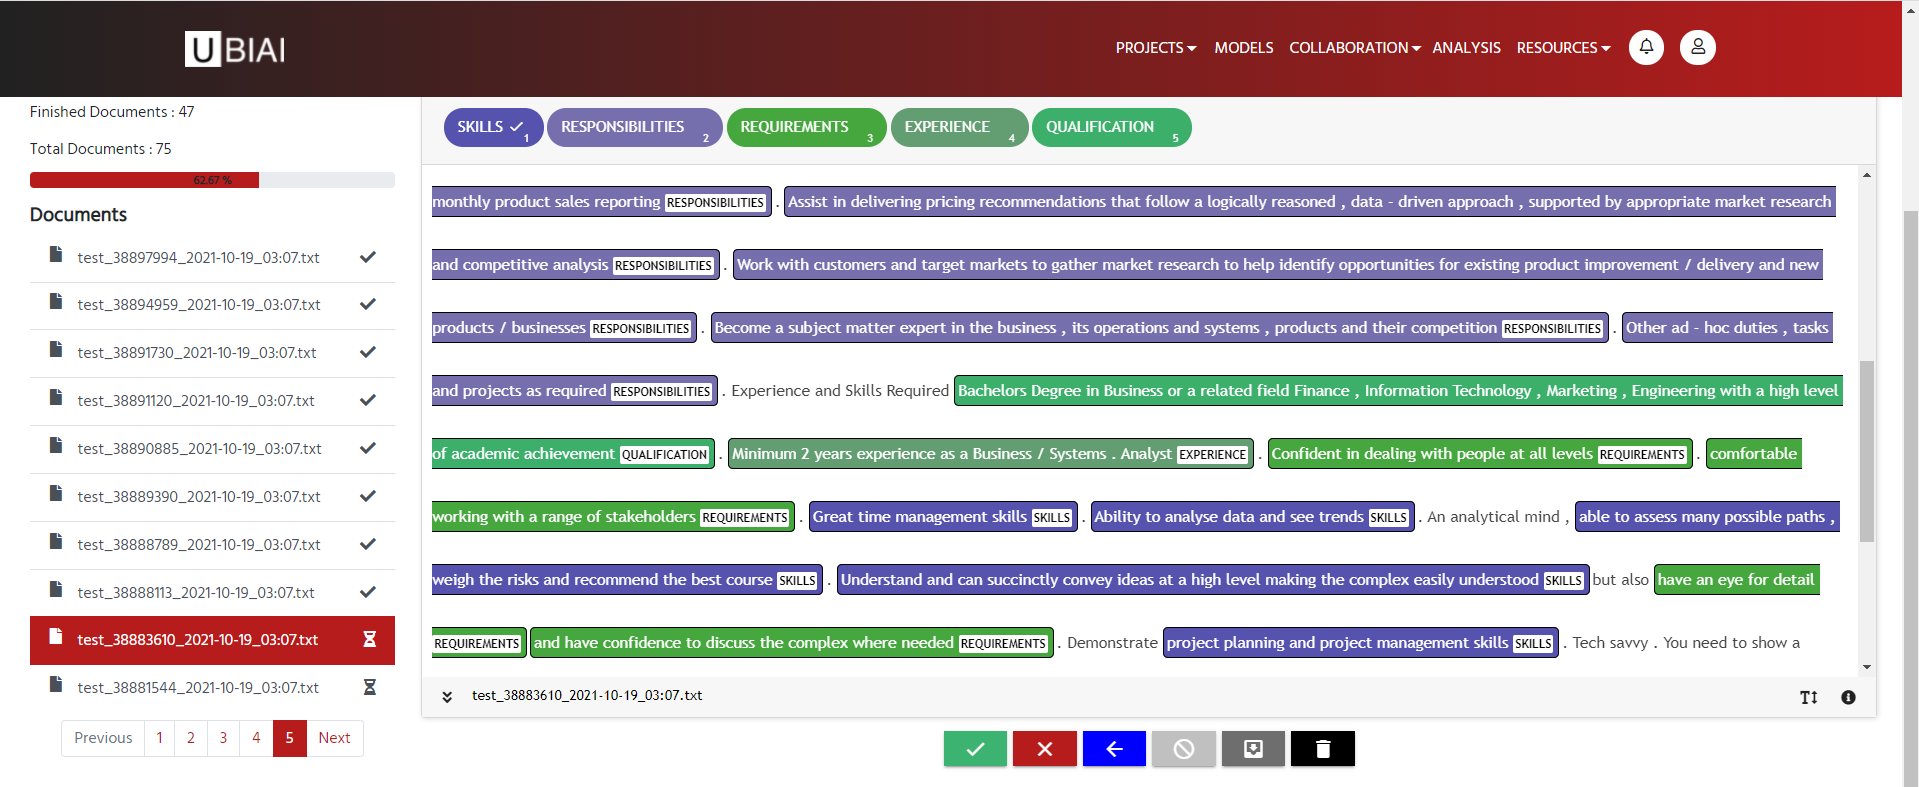 UBIAI
PROJECTS MODELS COLLABORATION ANALYSIS RESOURCES
Finished Documents : 47
Total Documents : 75
62.67 %
Documents
test_38897994_2021-10-19_03:07.txt
test_38894959_2021-10-19_03:07.txt
test_38891730_2021-10-19_03:07.txt
test_38891120_2021-10-19_03:07.txt
test_38890885_2021-10-19_03:07.txt
test_38889390_2021-10-19_03:07.txt
test_38888789_2021-10-19_03:07.txt
test_38888113_2021-10-19_03:07.txt
test_38883610_2021-10-19_03:07.txt
test_38881544_2021-10-19_03:07.txt
Previous 1 2 3 4 5 Next
SKILLS 1 RESPONSIBILITIES 2 REQUIREMENTS 3 EXPERIENCE 4 QUALIFICATION 5
monthly product sales reporting RESPONSIBILITIES . Assist in delivering pricing recommendations that follow a logically reasoned , data - driven approach , supported by appropriate market research
and competitive analysis RESPONSIBILITIES . Work with customers and target markets to gather market research to help identify opportunities for existing product improvement / delivery and new
products / businesses RESPONSIBILITIES . Become a subject matter expert in the business , its operations and systems , products and their competition RESPONSIBILITIES . Other ad - hoc duties , tasks
and projects as required RESPONSIBILITIES . Experience and Skills Required Bachelors Degree in Business or a related field Finance , Information Technology , Marketing , Engineering with a high level
of academic achievement QUALIFICATION . Minimum 2 years experience as a Business / Systems . Analyst EXPERIENCE . Confident in dealing with people at all levels REQUIREMENTS . comfortable
working with a range of stakeholders REQUIREMENTS . Great time management skills SKILLS . Ability to analyse data and see trends SKILLS . An analytical mind , able to assess many possible paths ,
weigh the risks and recommend the best course SKILLS . Understand and can succinctly convey ideas at a high level making the complex easily understood SKILLS but also have an eye for detail
REQUIREMENTS and have confidence to discuss the complex where needed REQUIREMENTS . Demonstrate project planning and project management skills SKILLS . Tech savvy . You need to show a
test_38883610_2021-10-19_03:07.txt